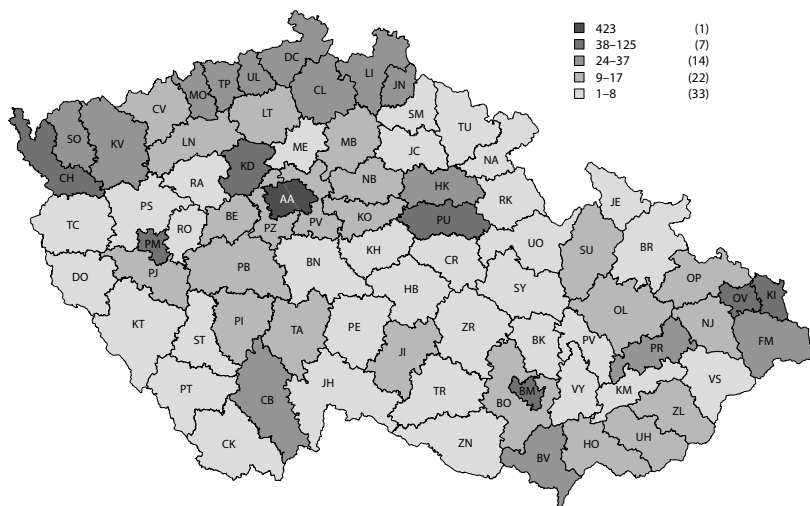 423 (1)
38–125 (7)
24–37 (14)
9–17 (22)
1–8 (33)
DC
LI
UL
TP
MO
CL
JN
CV
LT
SM
TU
SO
KV
LN
ME
MB
JC
NA
KD
CH
RA
NB
HK
RK
JE
AA
PS
BE
PV
KO
PU
TC
RO
PZ
UO
SU
BR
PM
KH
CR
DO
PJ
PB
BN
OP
HB
SY
OV
KI
OL
KT
ST
PI
TA
PE
ZR
BK
PV
NJ
FM
JI
PR
PT
CB
JH
TR
BO
BM
VY
KM
VS
ZL
CK
ZN
HO
UH
BV